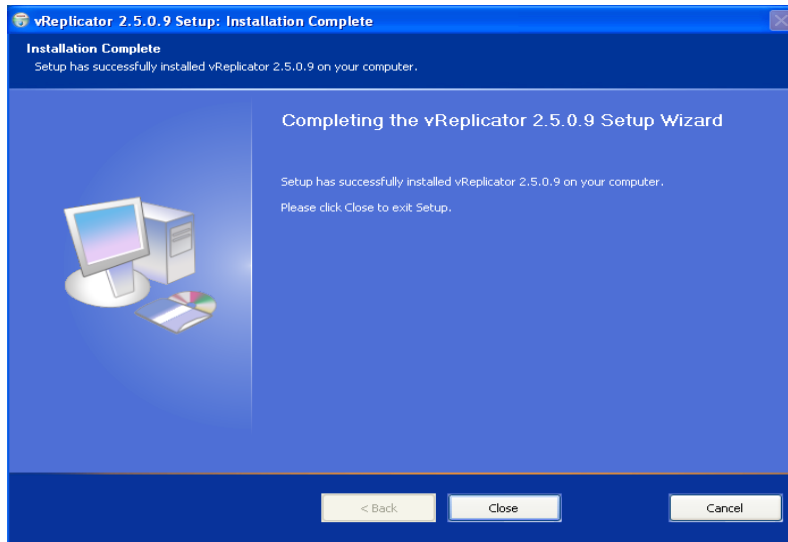 vReplicator 2.5.0.9 Setup: Installation Complete
Installation Complete
Setup has successfully installed vReplicator 2.5.0.9 on your computer.
Completing the vReplicator 2.5.0.9 Setup Wizard
Setup has successfully installed vReplicator 2.5.0.9 on your computer.
Please click Close to exit Setup.
< Back
Close
Cancel